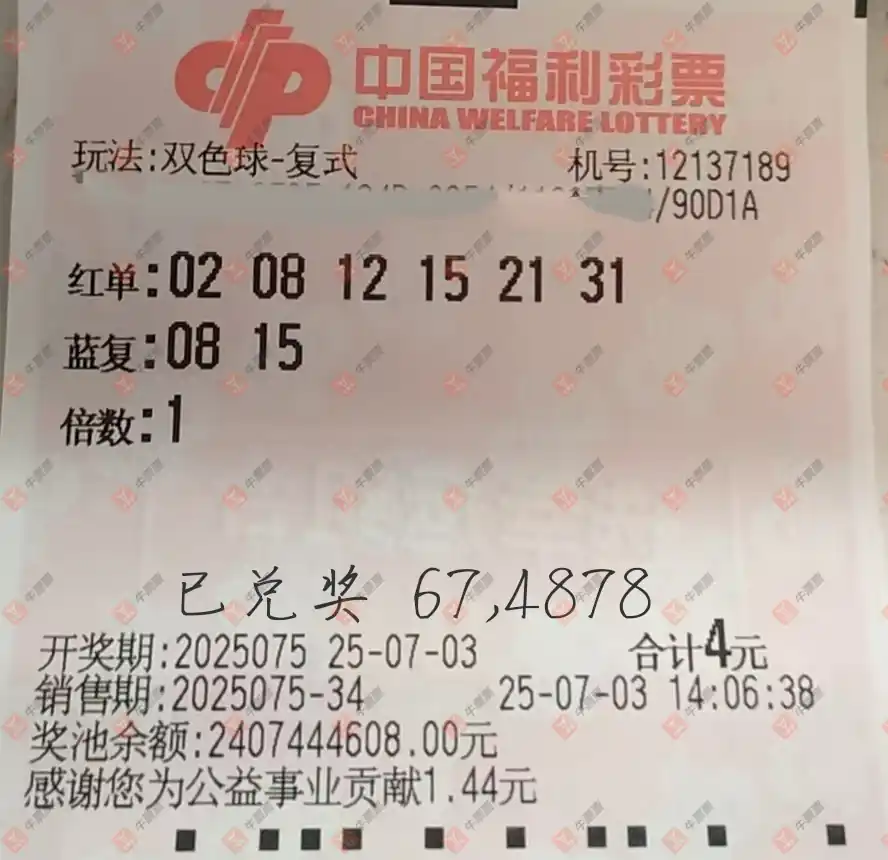 中国福利彩票
CHINA WELFARE LOTTERY
玩法:双色球-复式 机号:12137189
/90D1A
红单:02 08 12 15 21 31
蓝复:08 15
倍数:1
已兑奖 67,4878
开奖期:2025075 25-07-03 合计4元
销售期:2025075-34 25-07-03 14:06:38
奖池余额:2407444608.00元
感谢您为公益事业贡献1.44元